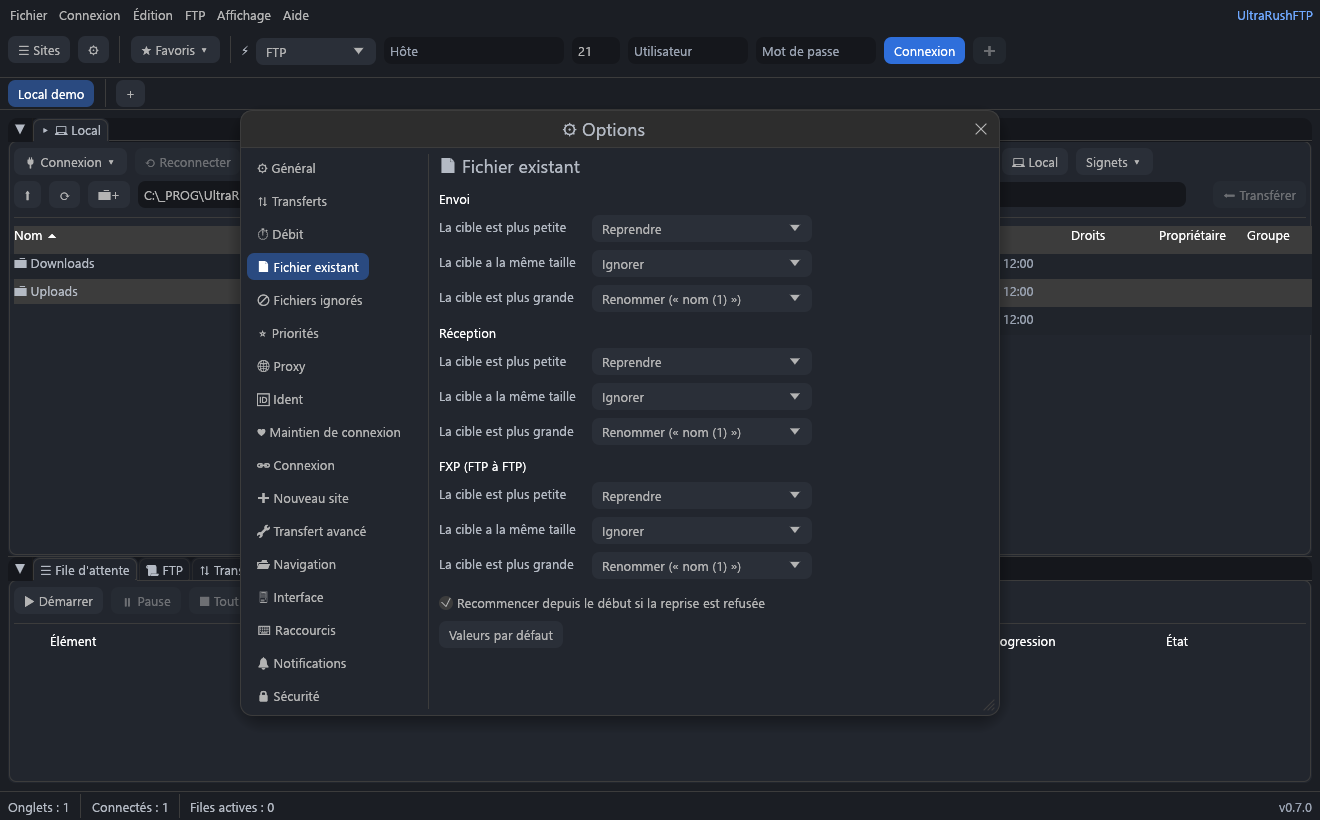 Fichier Connexion Édition FTP Affichage Aide UltraRushFTP
Sites Favoris FTP Hôte 21 Utilisateur Mot de passe Connexion +
Local demo +
Local
Options
Connexion Reconnecter Local Signets
C:\_PROG\UltraR Transférer
Nom Droits Propriétaire Groupe
Downloads 12:00
Uploads 12:00
12:00
Général
Transferts
Débit
Fichier existant
Fichiers ignorés
Priorités
Proxy
Ident
Maintien de connexion
Connexion
Nouveau site
Transfert avancé
Navigation
Interface
Raccourcis
Notifications
Sécurité
Fichier existant
Envoi
La cible est plus petite Reprendre
La cible a la même taille Ignorer
La cible est plus grande Renommer (« nom (1) »)
Réception
La cible est plus petite Reprendre
La cible a la même taille Ignorer
La cible est plus grande Renommer (« nom (1) »)
FXP (FTP à FTP)
La cible est plus petite Reprendre
La cible a la même taille Ignorer
La cible est plus grande Renommer (« nom (1) »)
Recommencer depuis le début si la reprise est refusée
Valeurs par défaut
File d'attente FTP Trans
Démarrer Pause Tout
Élément ogression État
Onglets : 1 Connectés : 1 Files actives : 0 v0.7.0